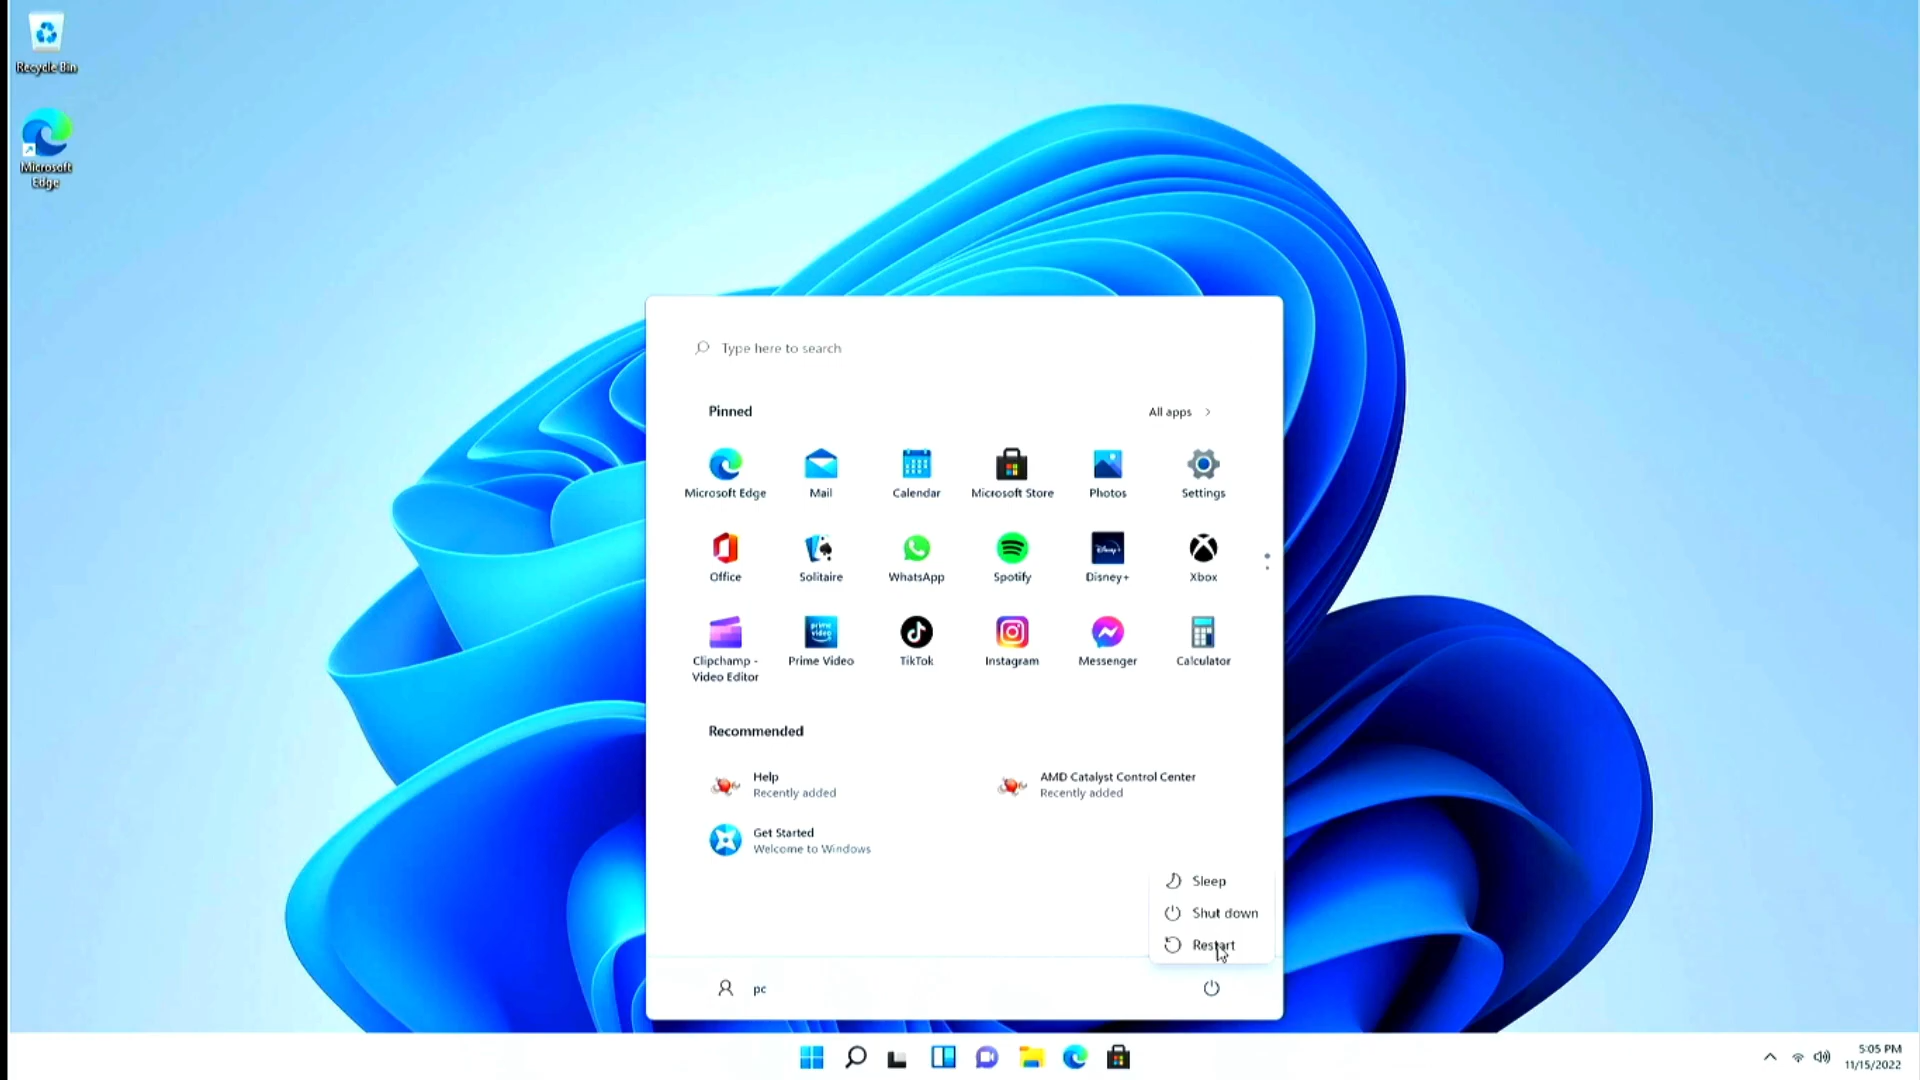 Recycle Bin
Microsoft
Edge
Type here to search
Pinned
All apps
Microsoft Edge
Mail
Calendar
Microsoft Store
Photos
Settings
Office
Solitaire
WhatsApp
Spotify
Disney+
Disney+
Xbox
Clipchamp -
Video Editor
prime
video
Prime Video
TikTok
Instagram
Messenger
Calculator
Recommended
Help
Recently added
AMD Catalyst Control Center
Recently added
Get Started
Welcome to Windows
Sleep
Shut down
Restart
pc
5:05 PM
11/15/2022